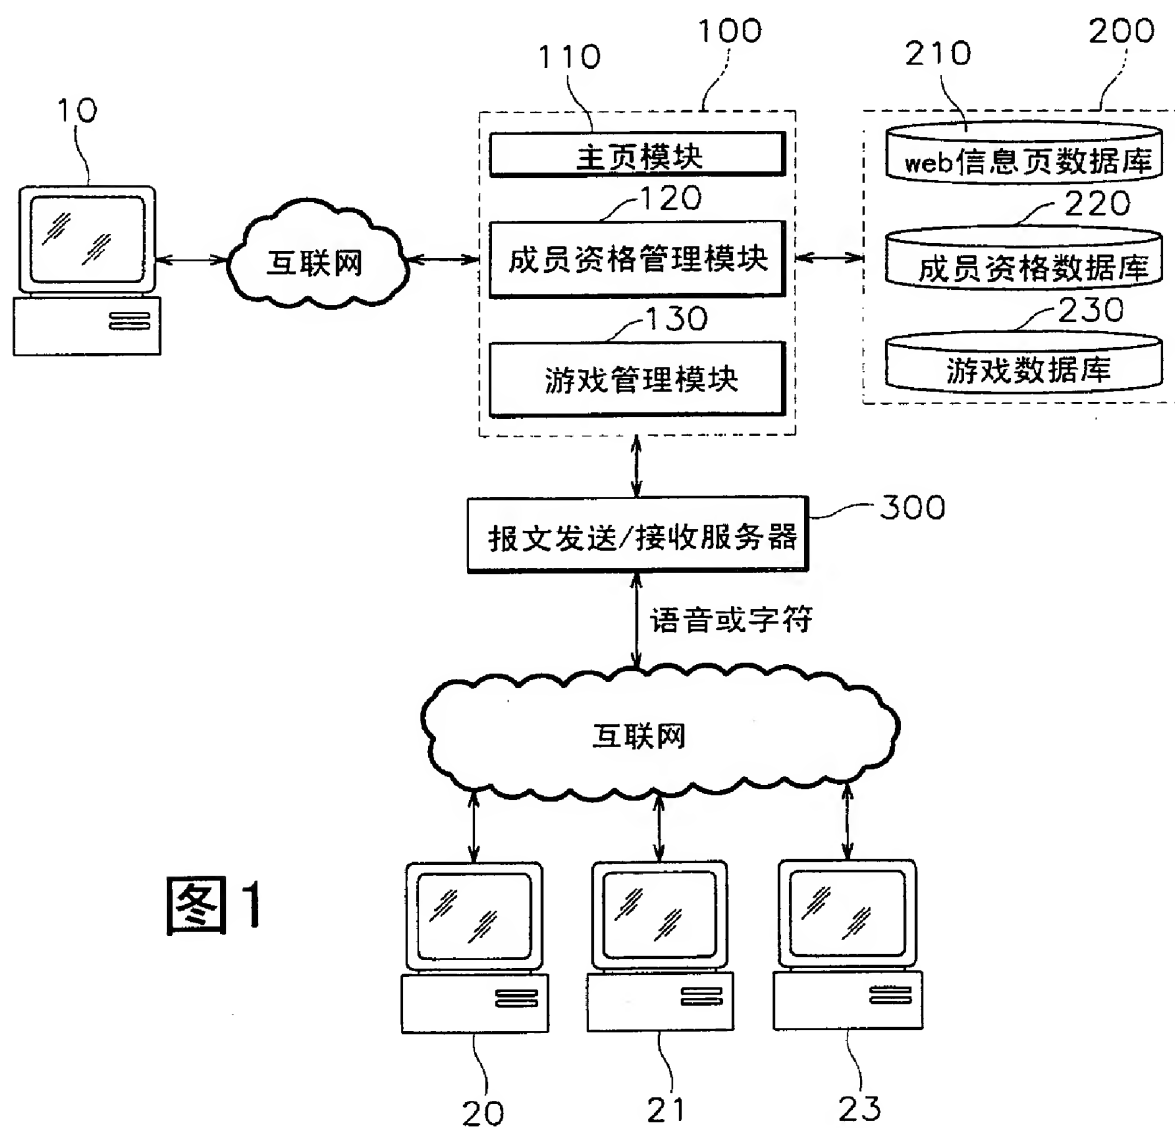 100
110
主页模块
120
成员资格管理模块
130
游戏管理模块
200
210
web信息页数据库
220
成员资格数据库
230
游戏数据库
10
互联网
300
报文发送/接收服务器
语音或字符
互联网
图1
20
21
23